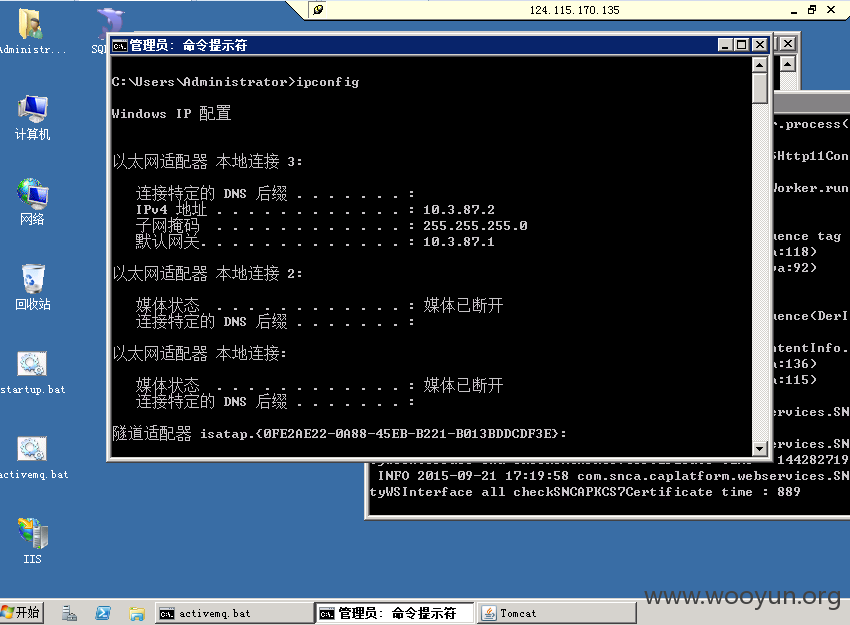 124.115.170.135
Administr...
SQ
计算机
网络
回收站
startup.bat
activemq.bat
IIS
管理员: 命令提示符
C:\Users\Administrator>ipconfig
Windows IP 配置
以太网适配器 本地连接 3:
连接特定的 DNS 后缀 . . . . . . . :
IPv4 地址 . . . . . . . . . . . . : 10.3.87.2
子网掩码 . . . . . . . . . . . . : 255.255.255.0
默认网关. . . . . . . . . . . . . : 10.3.87.1
以太网适配器 本地连接 2:
媒体状态 . . . . . . . . . . . . : 媒体已断开
连接特定的 DNS 后缀 . . . . . . . :
以太网适配器 本地连接:
媒体状态 . . . . . . . . . . . . : 媒体已断开
连接特定的 DNS 后缀 . . . . . . . :
隧道适配器 isatap.{0FE2AE22-0A88-45EB-B221-B013BDDCDF3E}:
r.process(
Http11Con
Worker.run
uence tag
a:118)
va:92)
uence(DerI
ntentInfo.
a:136)
a:115)
services.SN
services.SN
144282719
INFO 2015-09-21 17:19:58 com.snca.caplatform.webservices.SN
tyWSInterface all checkSNCAPKCS7Certificate time : 889
开始
activemq.bat
管理员: 命令提示符
Tomcat
www.wooyun.org